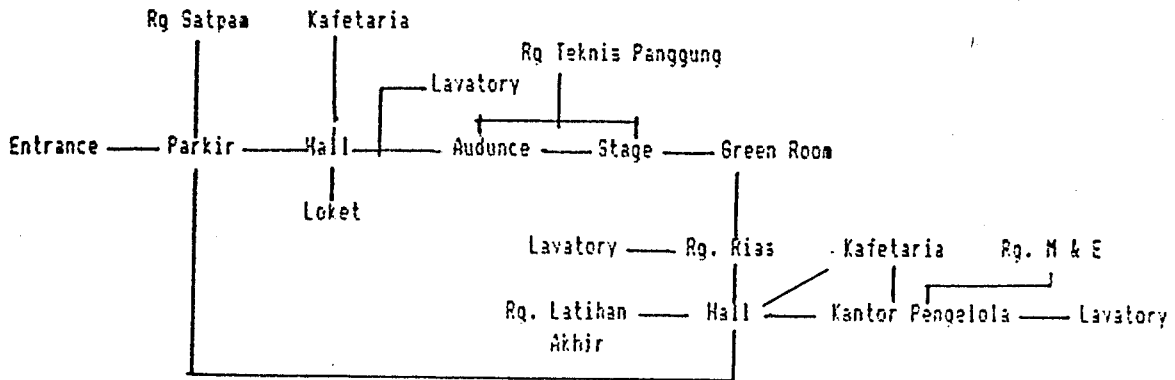 Rg Satpam Kafetaria
Rg Teknis Panggung
Lavatory
Entrance Parkir Hall Audunce Stage Green Room
Loket
Lavatory Rg. Rias Kafetaria Rg. M & E
Rg. Latihan Hall Kantor Pengelola Lavatory
Akhir